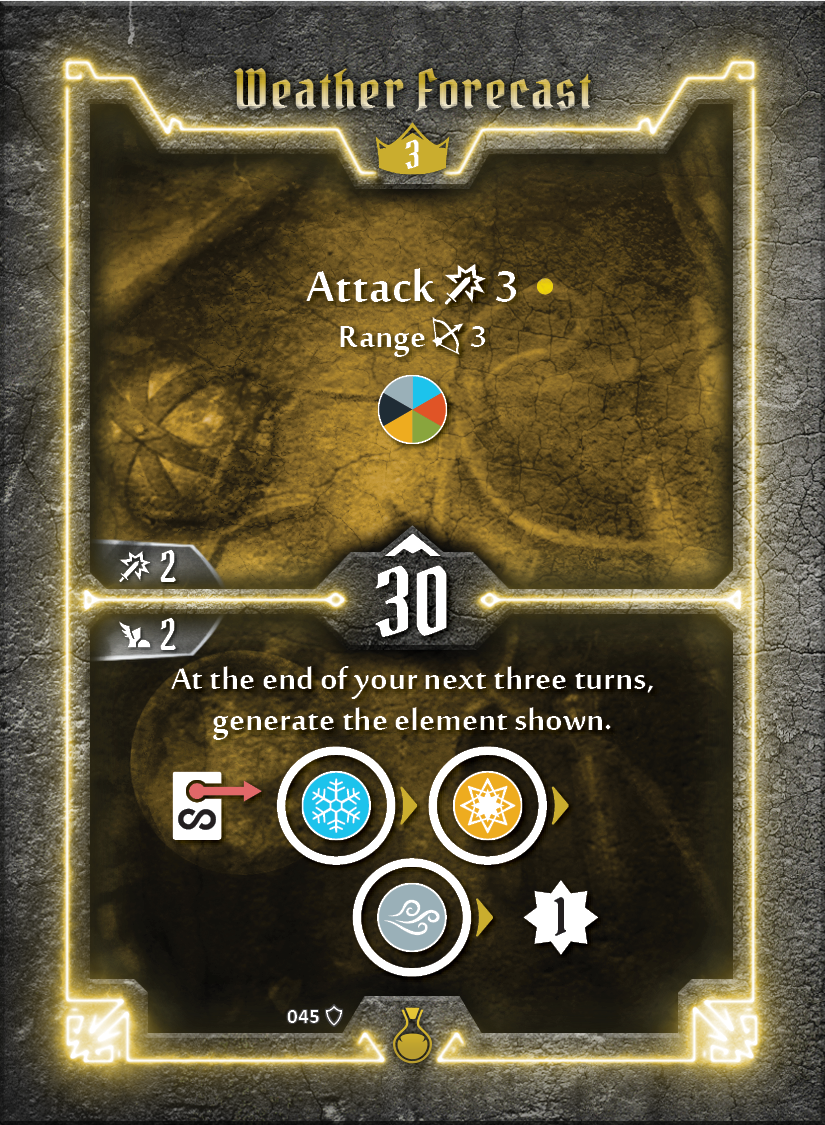 Weather Forecast
3
Attack 3
Range 3
2
30
2
At the end of your next three turns,
generate the element shown.
1
045